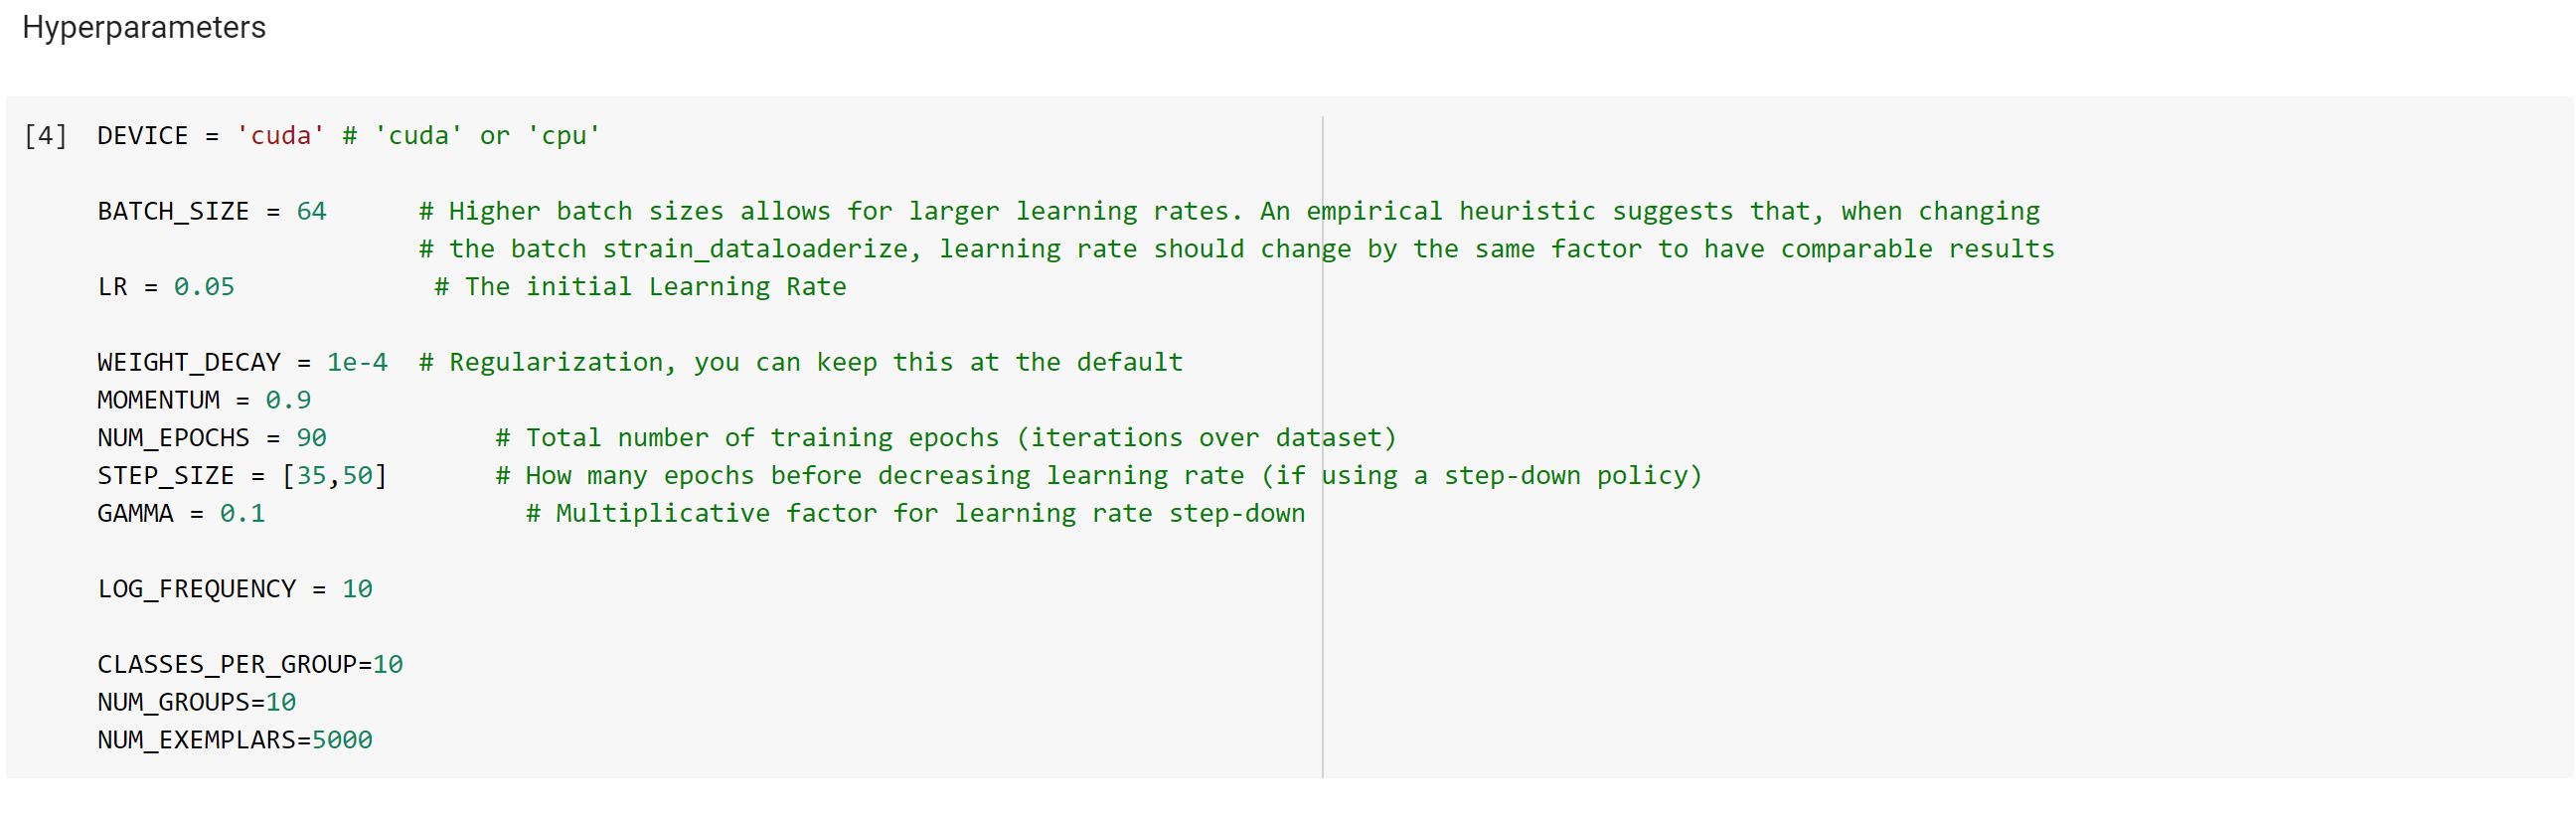 Hyperparameters
[4] DEVICE = 'cuda' # 'cuda' or 'cpu'
BATCH_SIZE = 64      # Higher batch sizes allows for larger learning rates. An empirical heuristic suggests that, when changing
                     # the batch strain_dataloaderize, learning rate should change by the same factor to have comparable results
LR = 0.05             # The initial Learning Rate
WEIGHT_DECAY = 1e-4  # Regularization, you can keep this at the default
MOMENTUM = 0.9
NUM_EPOCHS = 90           # Total number of training epochs (iterations over dataset)
STEP_SIZE = [35,50]       # How many epochs before decreasing learning rate (if using a step-down policy)
GAMMA = 0.1                 # Multiplicative factor for learning rate step-down
LOG_FREQUENCY = 10
CLASSES_PER_GROUP=10
NUM_GROUPS=10
NUM_EXEMPLARS=5000